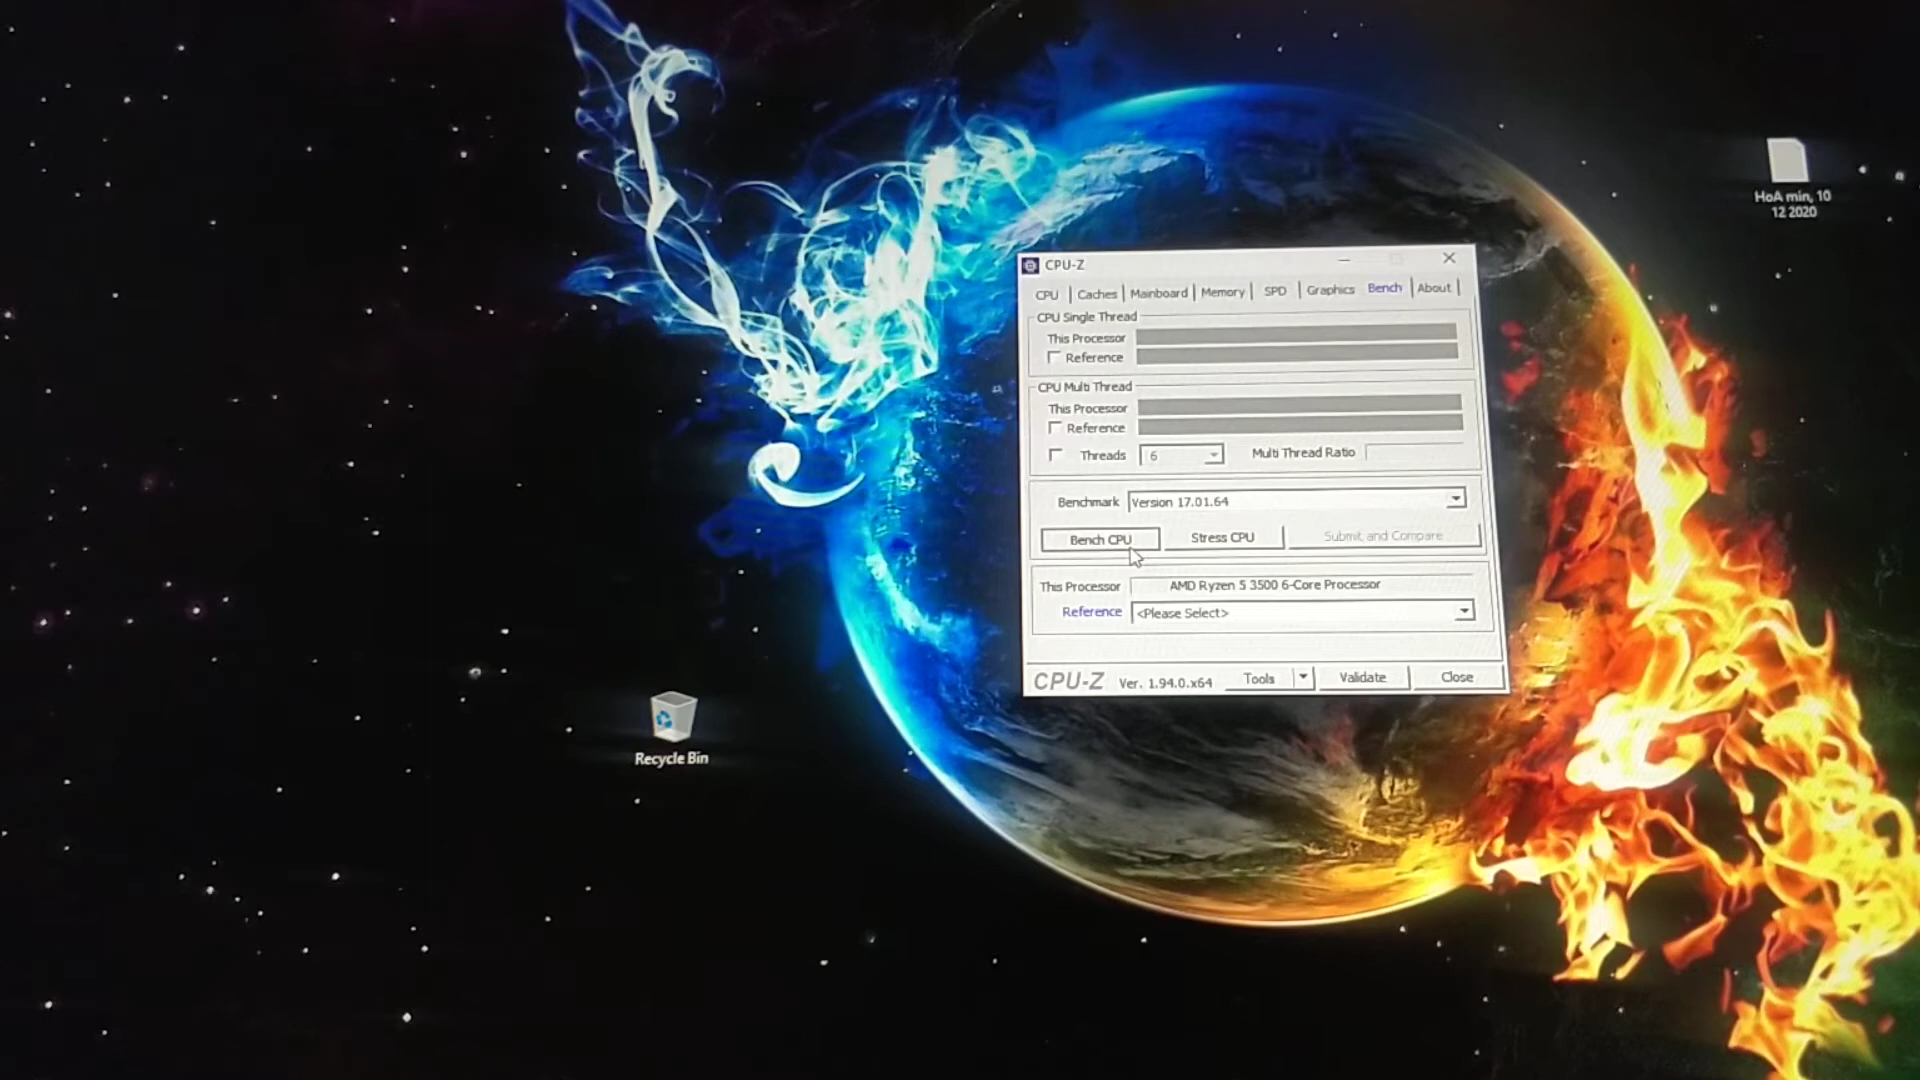 HoA min, 10
12 2020
CPU-Z
CPU Caches Mainboard Memory SPD Graphics Bench About
CPU Single Thread
This Processor
Reference
CPU Multi Thread
This Processor
Reference
Threads 6 Multi Thread Ratio
Benchmark Version 17.01.64
Bench CPU Stress CPU Submit and Compare
This Processor AMD Ryzen 5 3500 6-Core Processor
Reference <Please Select>
CPU-Z Ver. 1.94.0.x64 Tools Validate Close
Recycle Bin